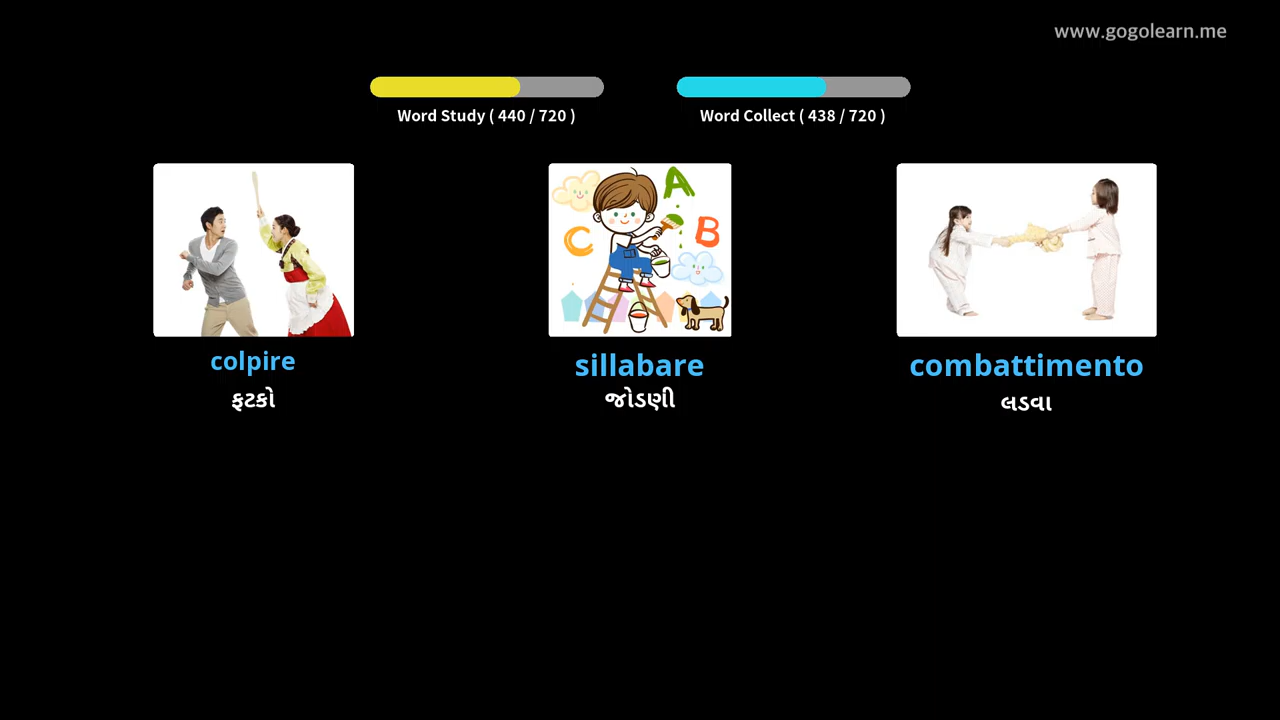 www.gogolearn.me
Word Study ( 440 / 720 )
Word Collect ( 438 / 720 )
A
B
C
colpire
ફટકો
sillabare
જોડણી
combattimento
લડવા